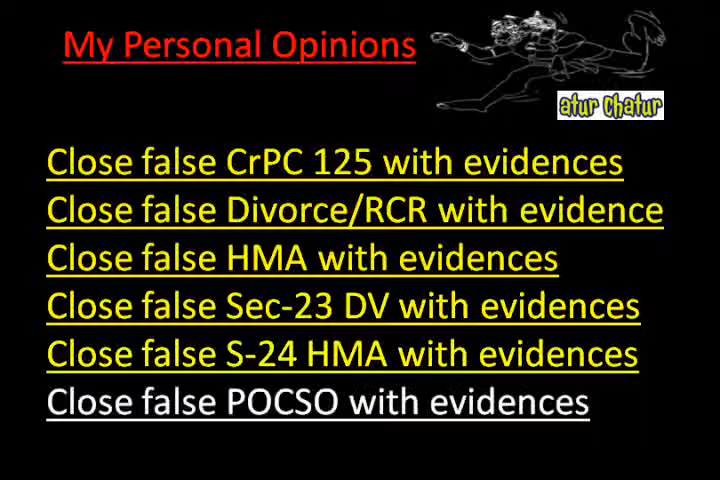 My Personal Opinions
atur Chatur
Close false CrPC 125 with evidences
Close false Divorce/RCR with evidence
Close false HMA with evidences
Close false Sec-23 DV with evidences
Close false S-24 HMA with evidences
Close false POCSO with evidences